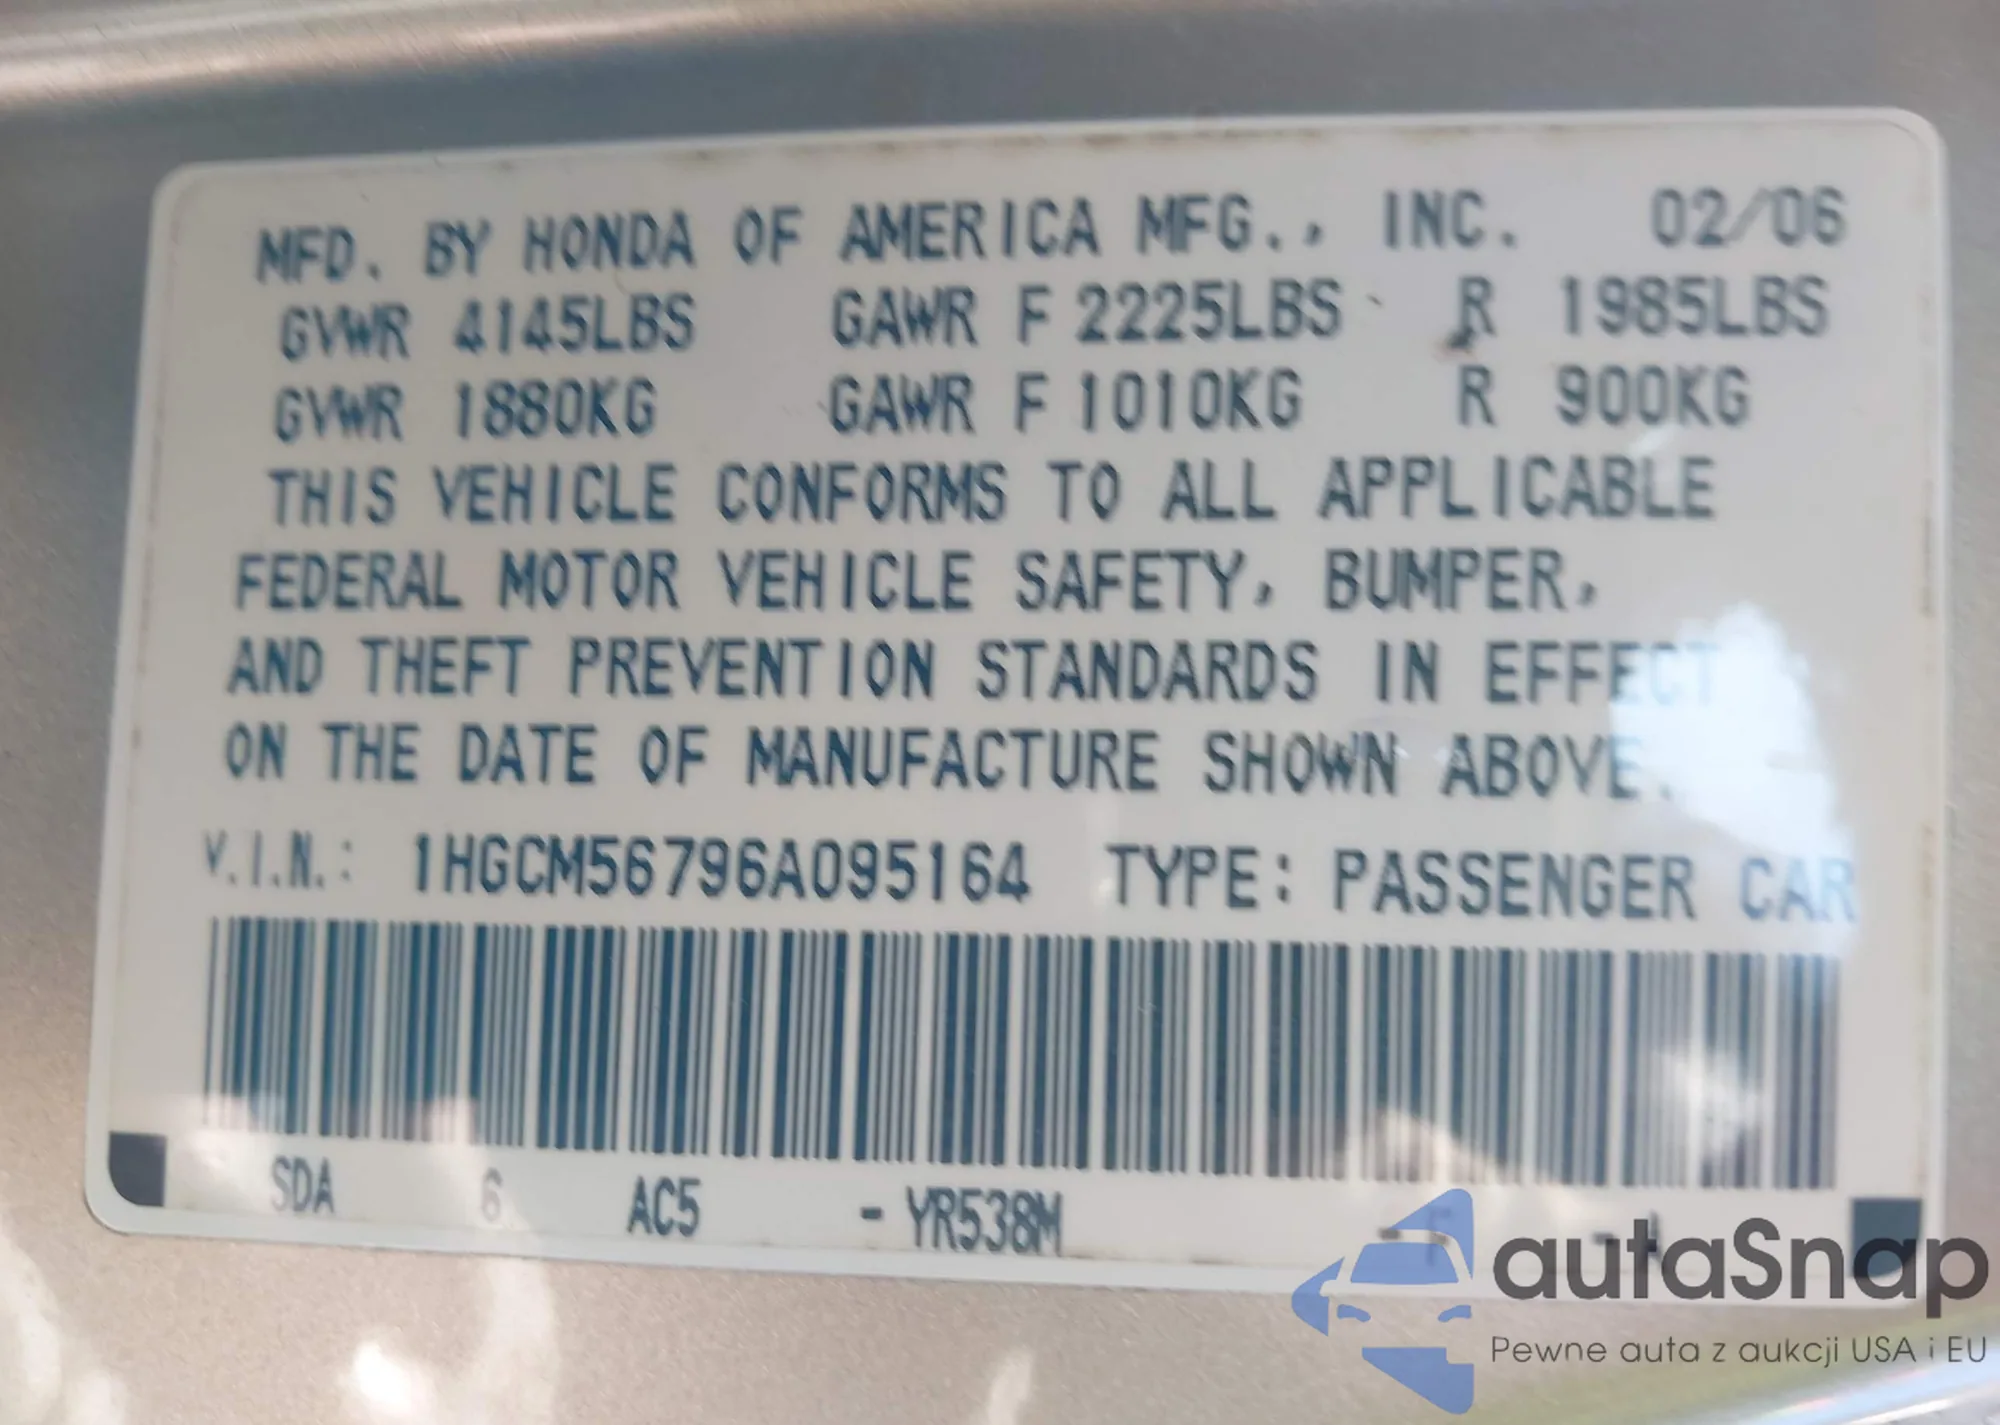 MFD. BY HONDA OF AMERICA MFG., INC. 02/06
GVWR 4145LBS GAWR F 2225LBS R 1985LBS
GVWR 1880KG GAWR F 1010KG R 900KG
THIS VEHICLE CONFORMS TO ALL APPLICABLE
FEDERAL MOTOR VEHICLE SAFETY, BUMPER,
AND THEFT PREVENTION STANDARDS IN EFFECT
ON THE DATE OF MANUFACTURE SHOWN ABOVE.
V.I.N.: 1HGCM56796A095164 TYPE: PASSENGER CAR
SDA 6 AC5 - YR538M - F
autaSnap
Pewne auta z aukcji USA i EU